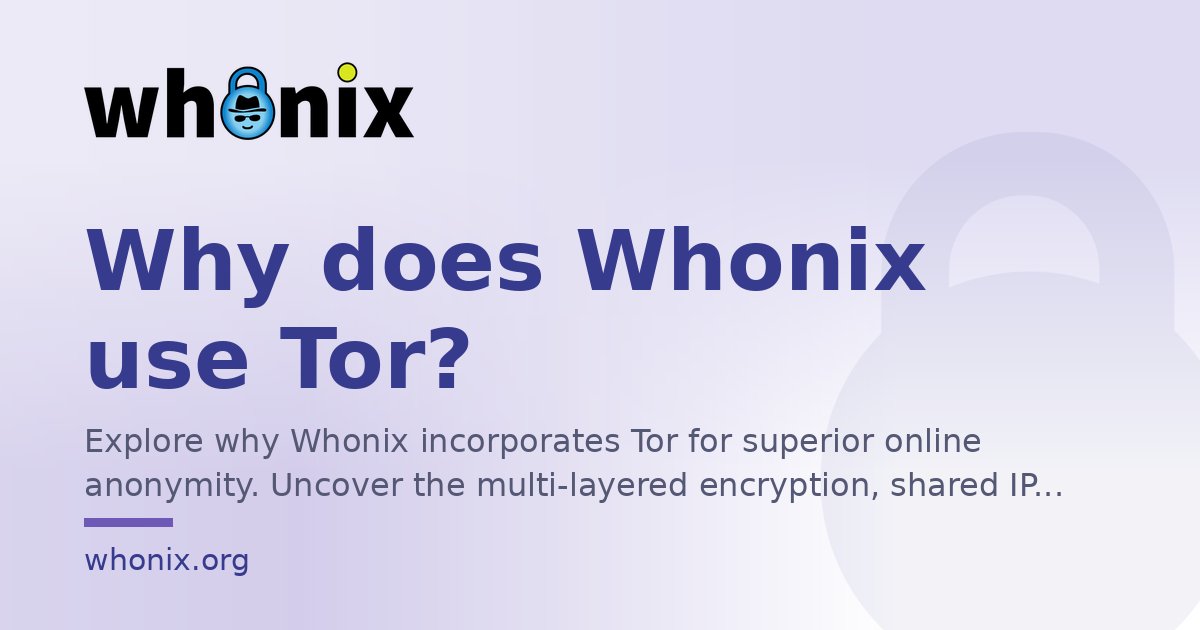 whonix
Why does Whonix
use Tor?
Explore why Whonix incorporates Tor for superior online
anonymity. Uncover the multi-layered encryption, shared IP...
whonix.org